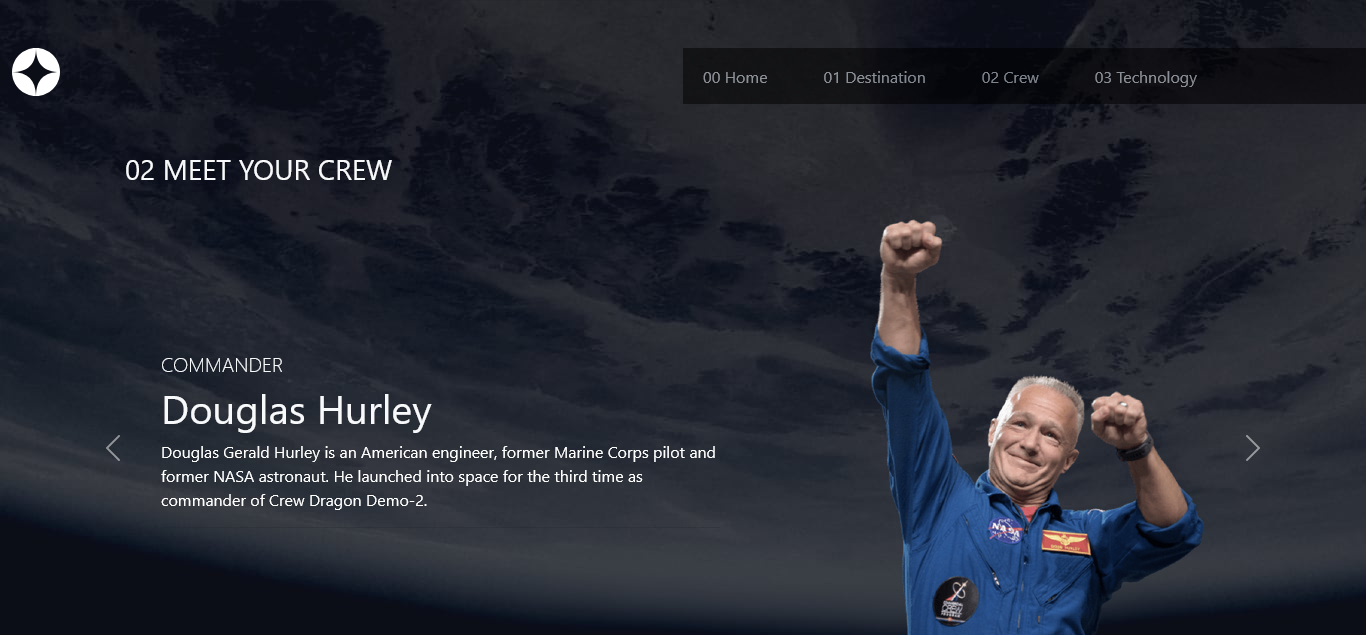 00 Home 01 Destination 02 Crew 03 Technology
02 MEET YOUR CREW
COMMANDER
Douglas Hurley
Douglas Gerald Hurley is an American engineer, former Marine Corps pilot and
former NASA astronaut. He launched into space for the third time as
commander of Crew Dragon Demo-2.
NASA
CREW